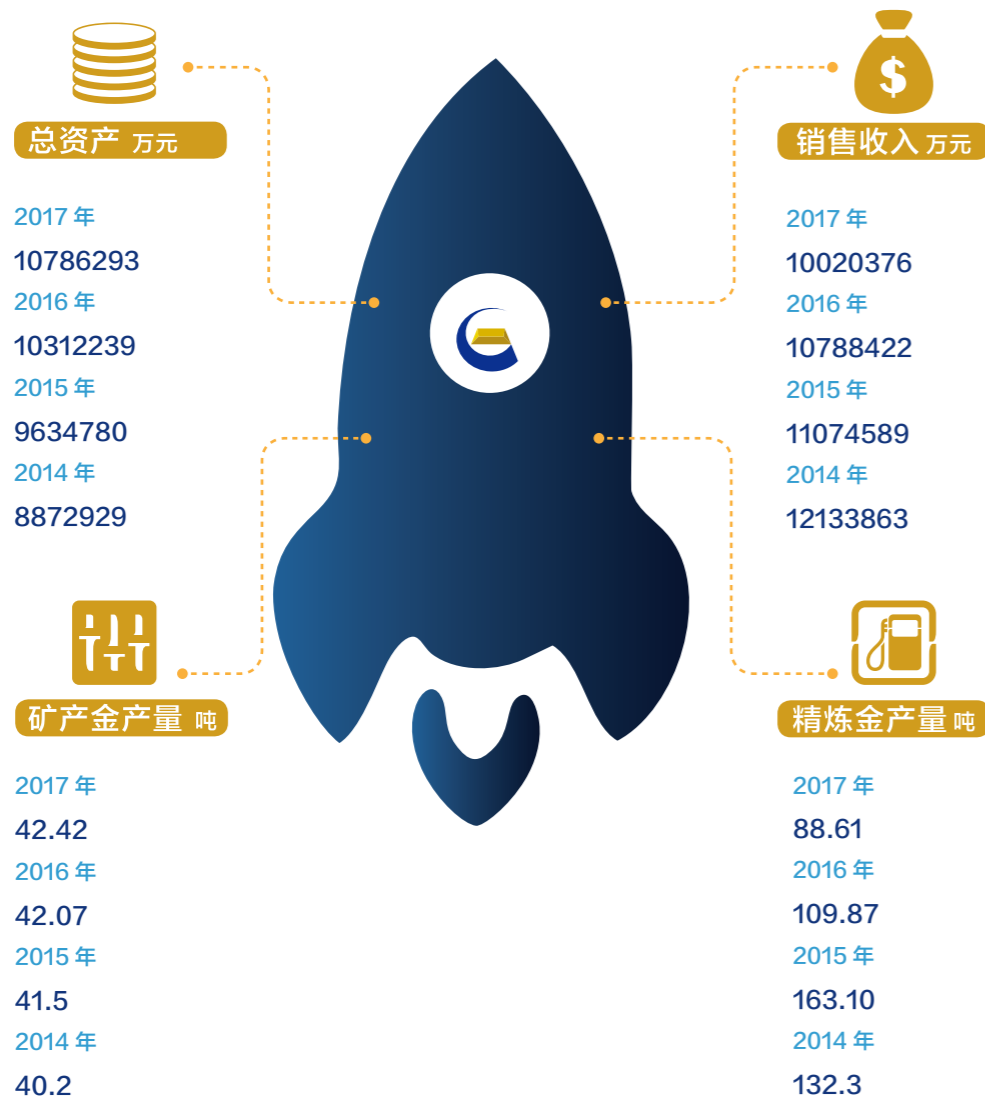 总资产 万元
2017 年
10786293
2016 年
10312239
2015 年
9634780
2014 年
8872929
销售收入 万元
2017 年
10020376
2016 年
10788422
2015 年
11074589
2014 年
12133863
矿产金产量 吨
2017 年
42.42
2016 年
42.07
2015 年
41.5
2014 年
40.2
精炼金产量 吨
2017 年
88.61
2016 年
109.87
2015 年
163.10
2014 年
132.3